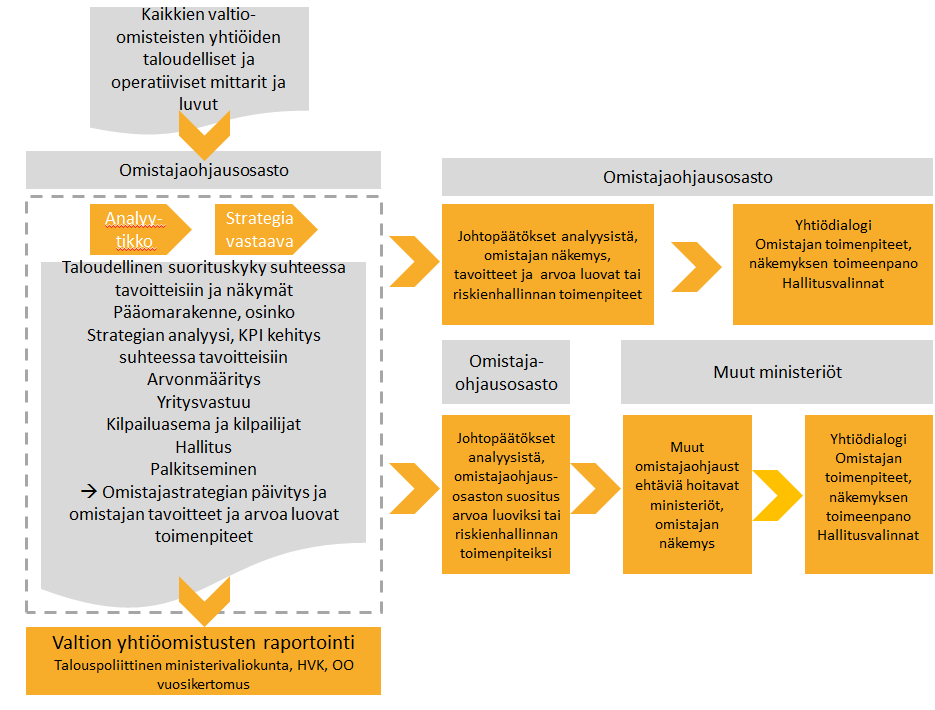 Kaikkien valtio-
omisteisten yhtiöiden
taloudelliset ja
operatiiviset mittarit ja
luvut
Omistajaohjausosasto
Analyy-
tikko
Strategia
vastaava
Taloudellinen suorituskyky suhteessa
tavoitteisiin ja näkymät
Pääomarakenne, osinko
Strategian analyysi, KPI kehitys
suhteessa tavoitteisiin
Arvonmääritys
Yritysvastuu
Kilpailuasema ja kilpailijat
Hallitus
Palkitseminen
→ Omistajastrategian päivitys ja
omistajan tavoitteet ja arvoa luovat
toimenpiteet
Valtion yhtiöomistusten raportointi
Talouspoliittinen ministerivaliokunta, HVK, OO
vuosikertomus
Omistajaohjausosasto
Johtopäätökset analyysistä,
omistajan näkemys,
tavoitteet ja arvoa luovat tai
riskienhallinnan toimenpiteet
Yhtiödialogi
Omistajan toimenpiteet,
näkemyksen toimeenpano
Hallitusvalinnat
Omistaja-
ohjausosasto
Muut ministeriöt
Johtopäätökset
analyysistä,
omistajaohjaus-
osaston suositus
arvoa luoviksi tai
riskienhallinnan
toimenpiteiksi
Muut
omistajaohjaust
ehtäviä hoitavat
ministeriöt,
omistajan
näkemys
Yhtiödialogi
Omistajan
toimenpiteet,
näkemyksen
toimeenpano
Hallitusvalinnat